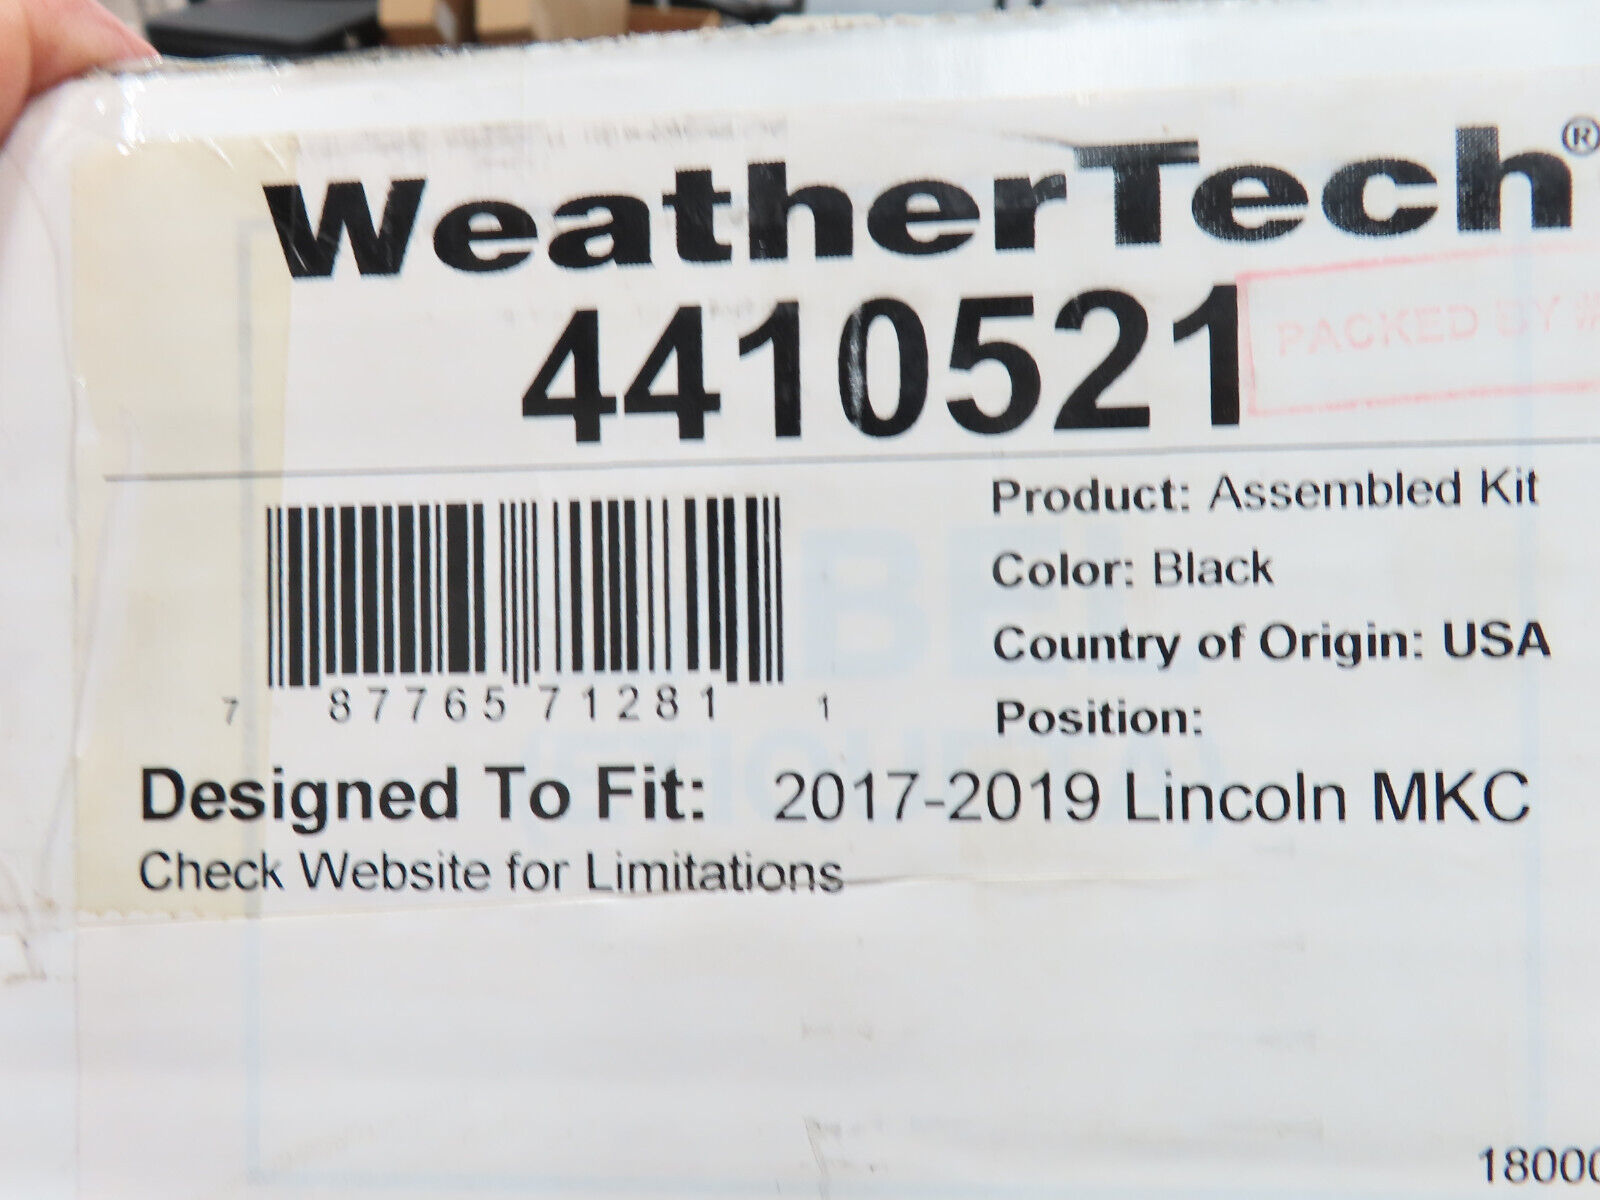 WeatherTech®
4410521
PACKED BY #
Product: Assembled Kit
Color: Black
Country of Origin: USA
Position:
7 87765 71281 1
Designed To Fit: 2017-2019 Lincoln MKC
Check Website for Limitations